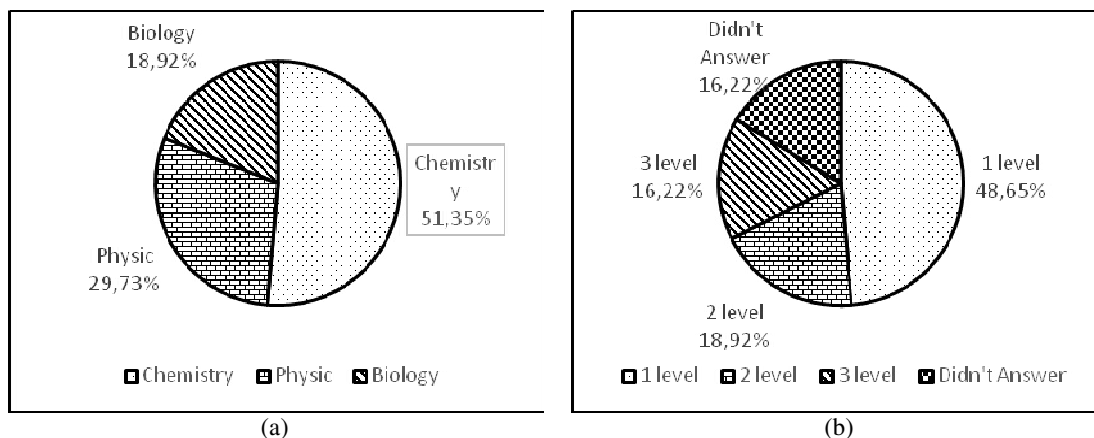 Biology
18,92%
Chemistr
y
51,35%
Physic
29,73%
Chemistry Physic Biology
(a)
Didn't
Answer
16,22%
3 level
16,22%
1 level
48,65%
2 level
18,92%
1 level 2 level 3 level Didn't Answer
(b)